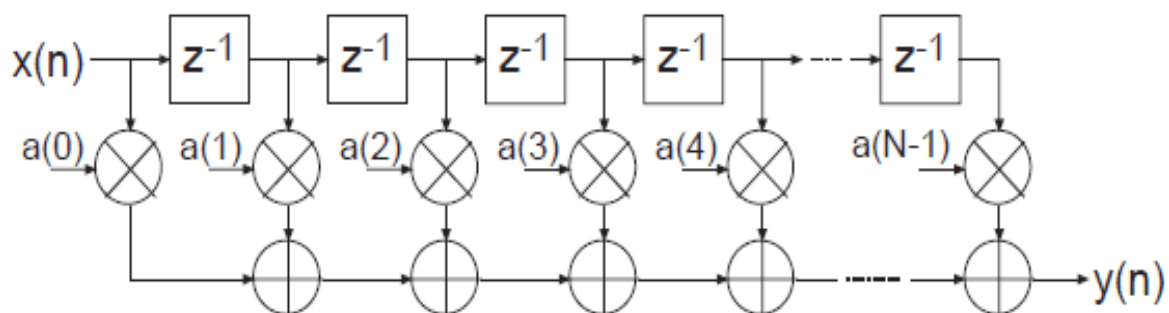 x(n) z-1 z-1 z-1 z-1 z-1
a(0) a(1) a(2) a(3) a(4) a(N-1)
y(n)